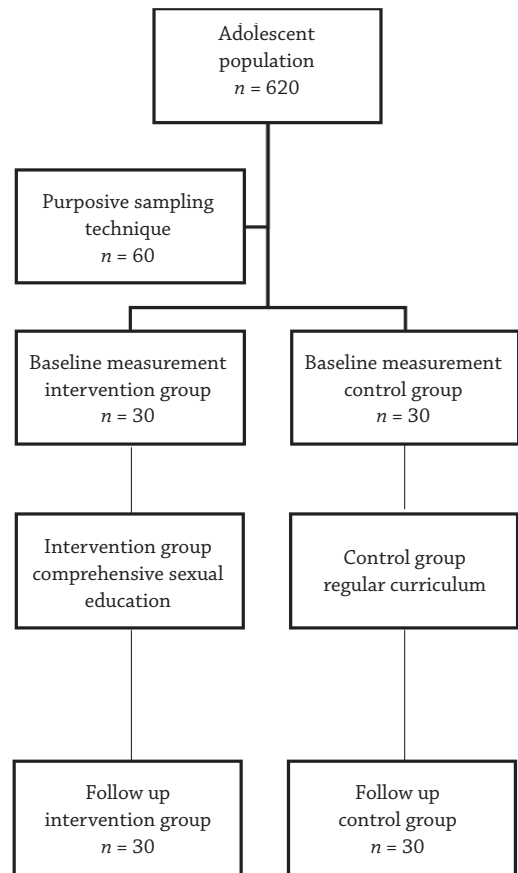 Adolescent
population
n = 620
Purposive sampling
technique
n = 60
Baseline measurement
intervention group
n = 30
Baseline measurement
control group
n = 30
Intervention group
comprehensive sexual
education
Control group
regular curriculum
Follow up
intervention group
n = 30
Follow up
control group
n = 30